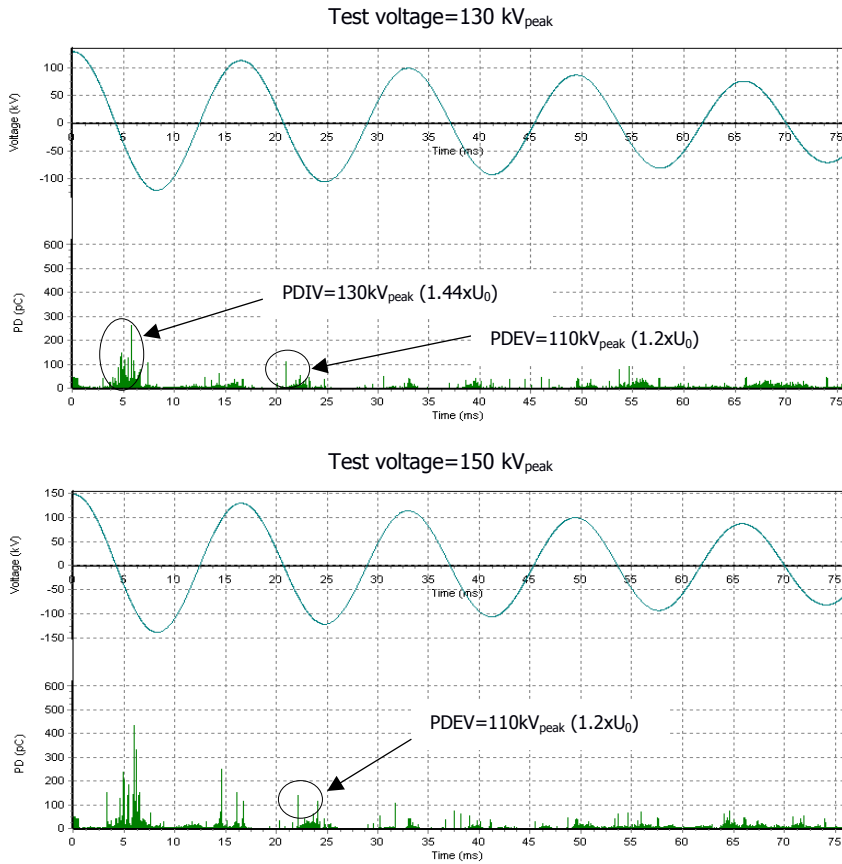 Test voltage=130 kVpeak
100
50
0
-50
-100
Voltage (kV)
0 5 10 15 20 25 30 35 40 45 50 55 60 65 70 75
Time (ms)
600
500
400
300
200
100
0
PD (pC)
PDIV=130kVpeak (1.44xU0)
PDEV=110kVpeak (1.2xU0)
0 5 10 15 20 25 30 35 40 45 50 55 60 65 70 75
Time (ms)
Test voltage=150 kVpeak
150
100
50
0
-50
-100
-150
Voltage (kV)
0 5 10 15 20 25 30 35 40 45 50 55 60 65 70 75
Time (ms)
600
500
400
300
200
100
0
PD (pC)
PDEV=110kVpeak (1.2xU0)
0 5 10 15 20 25 30 35 40 45 50 55 60 65 70 75
Time (ms)